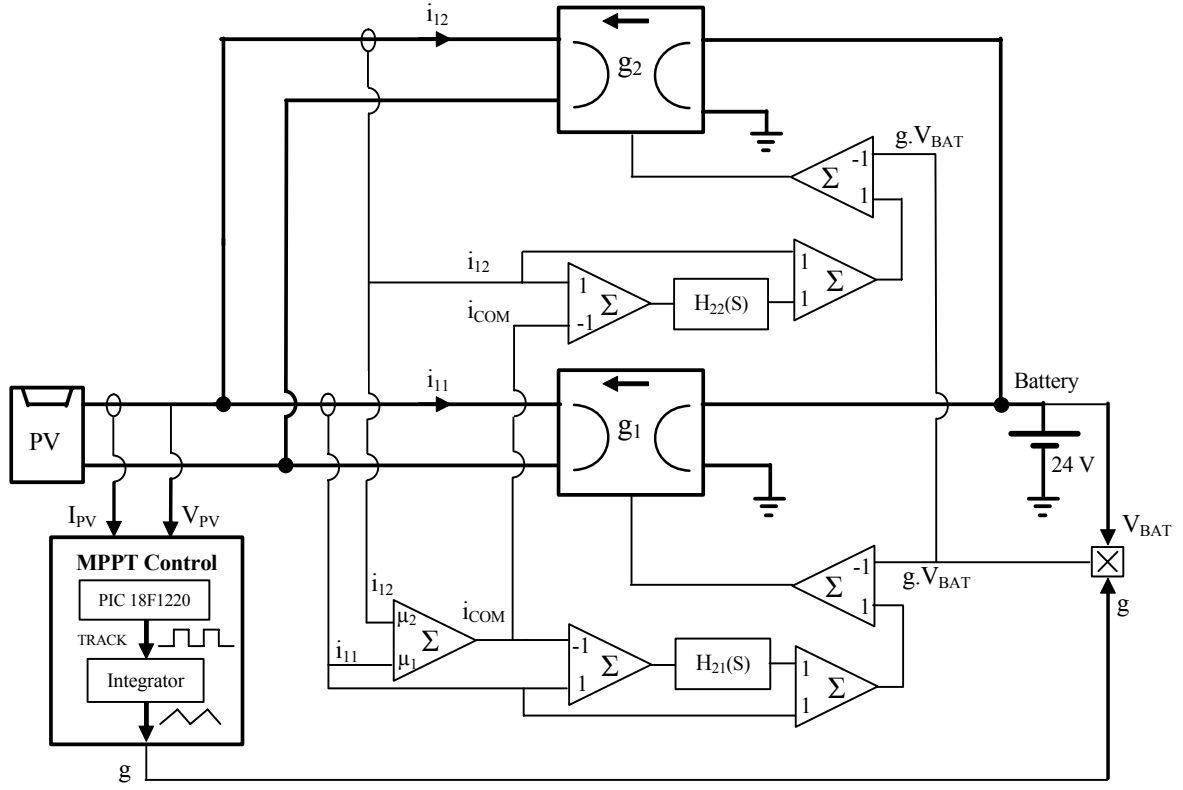 i12
g2
g.VBAT
-1
Σ
1
i12
1
Σ
-1
H22(S)
1
Σ
1
iCOM
i11
g1
Battery
24 V
PV
IPV
VPV
VBAT
MPPT Control
PIC 18F1220
TRACK
Integrator
g
i12
μ2
Σ
μ1
i11
iCOM
-1
Σ
1
H21(S)
1
Σ
1
-1
Σ
1
g.VBAT
g